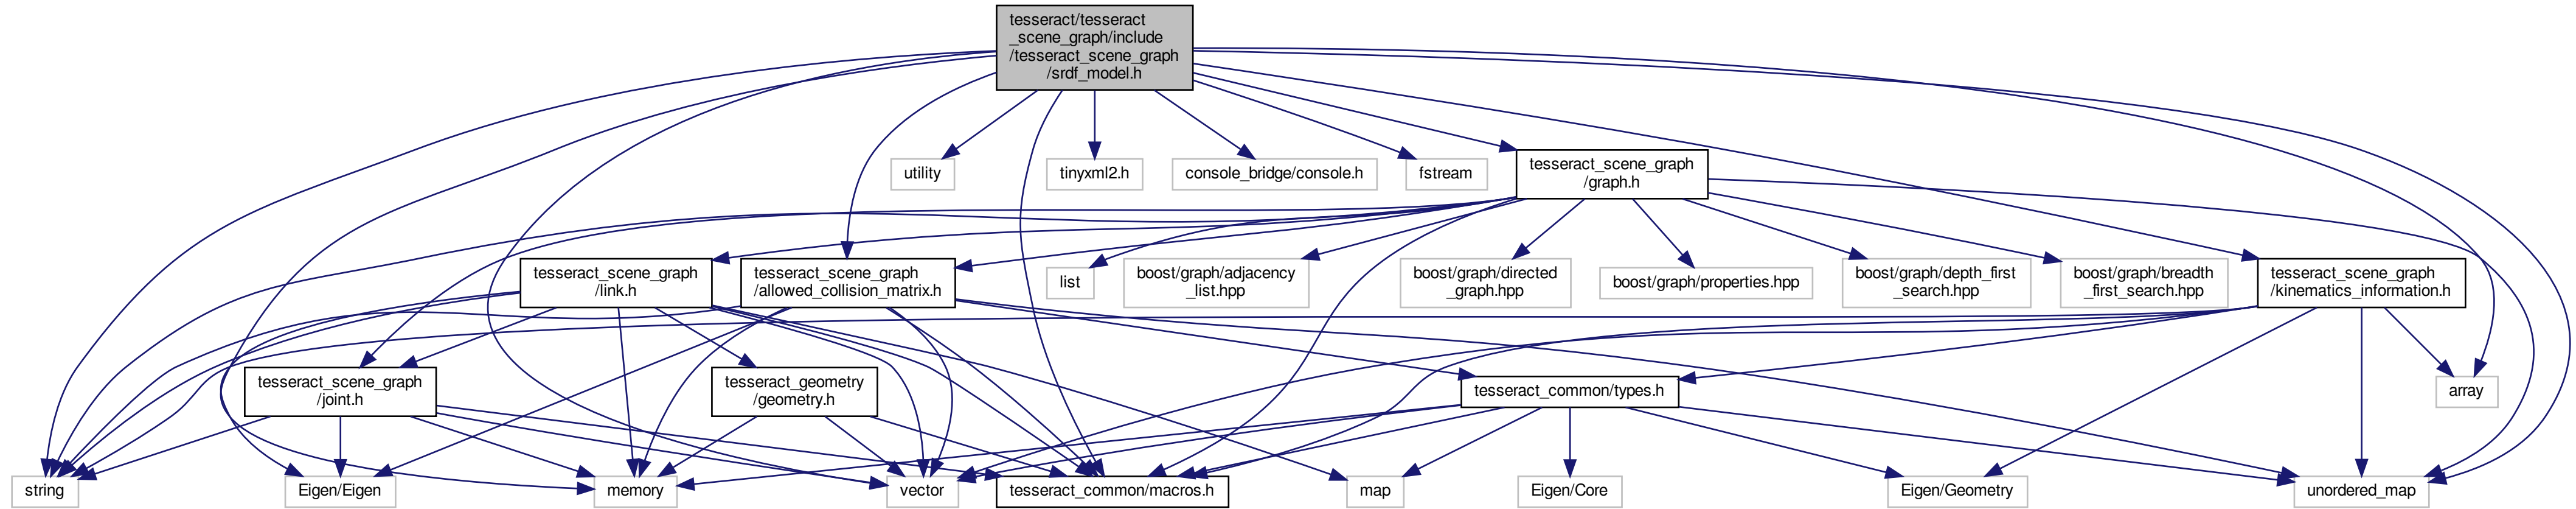 tesseract/tesseract
_scene_graph/include
/tesseract_scene_graph
/srdf_model.h
utility
tinyxml2.h
console_bridge/console.h
fstream
tesseract_scene_graph
/graph.h
tesseract_scene_graph
/link.h
tesseract_scene_graph
/allowed_collision_matrix.h
list
boost/graph/adjacency
_list.hpp
boost/graph/directed
_graph.hpp
boost/graph/properties.hpp
boost/graph/depth_first
_search.hpp
boost/graph/breadth
_first_search.hpp
tesseract_scene_graph
/kinematics_information.h
tesseract_scene_graph
/joint.h
tesseract_geometry
/geometry.h
tesseract_common/types.h
array
string
Eigen/Eigen
memory
vector
tesseract_common/macros.h
map
Eigen/Core
Eigen/Geometry
unordered_map